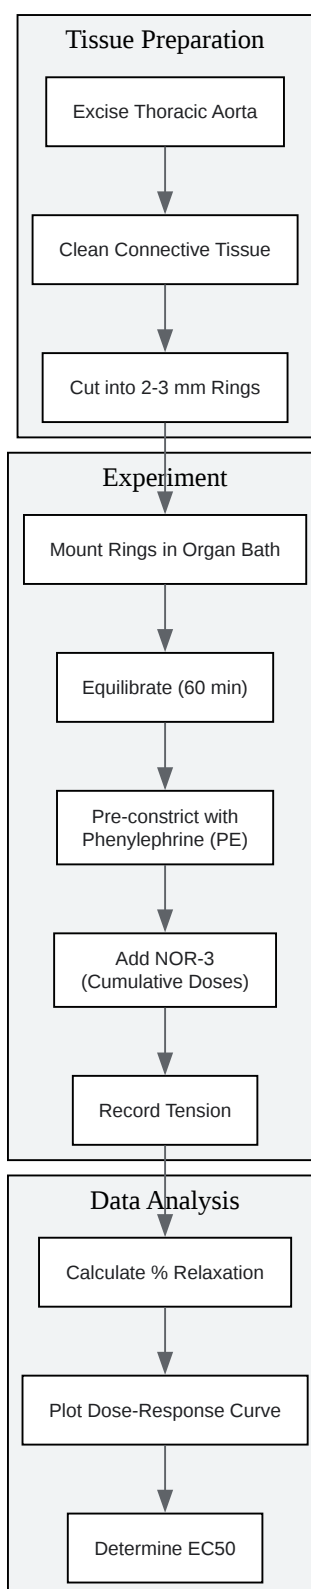 Tissue Preparation
Excise Thoracic Aorta
Clean Connective Tissue
Cut into 2-3 mm Rings
Experiment
Mount Rings in Organ Bath
Equilibrate (60 min)
Pre-constrict with
Phenylephrine (PE)
Add NOR-3
(Cumulative Doses)
Record Tension
Data Analysis
Calculate % Relaxation
Plot Dose-Response Curve
Determine EC50